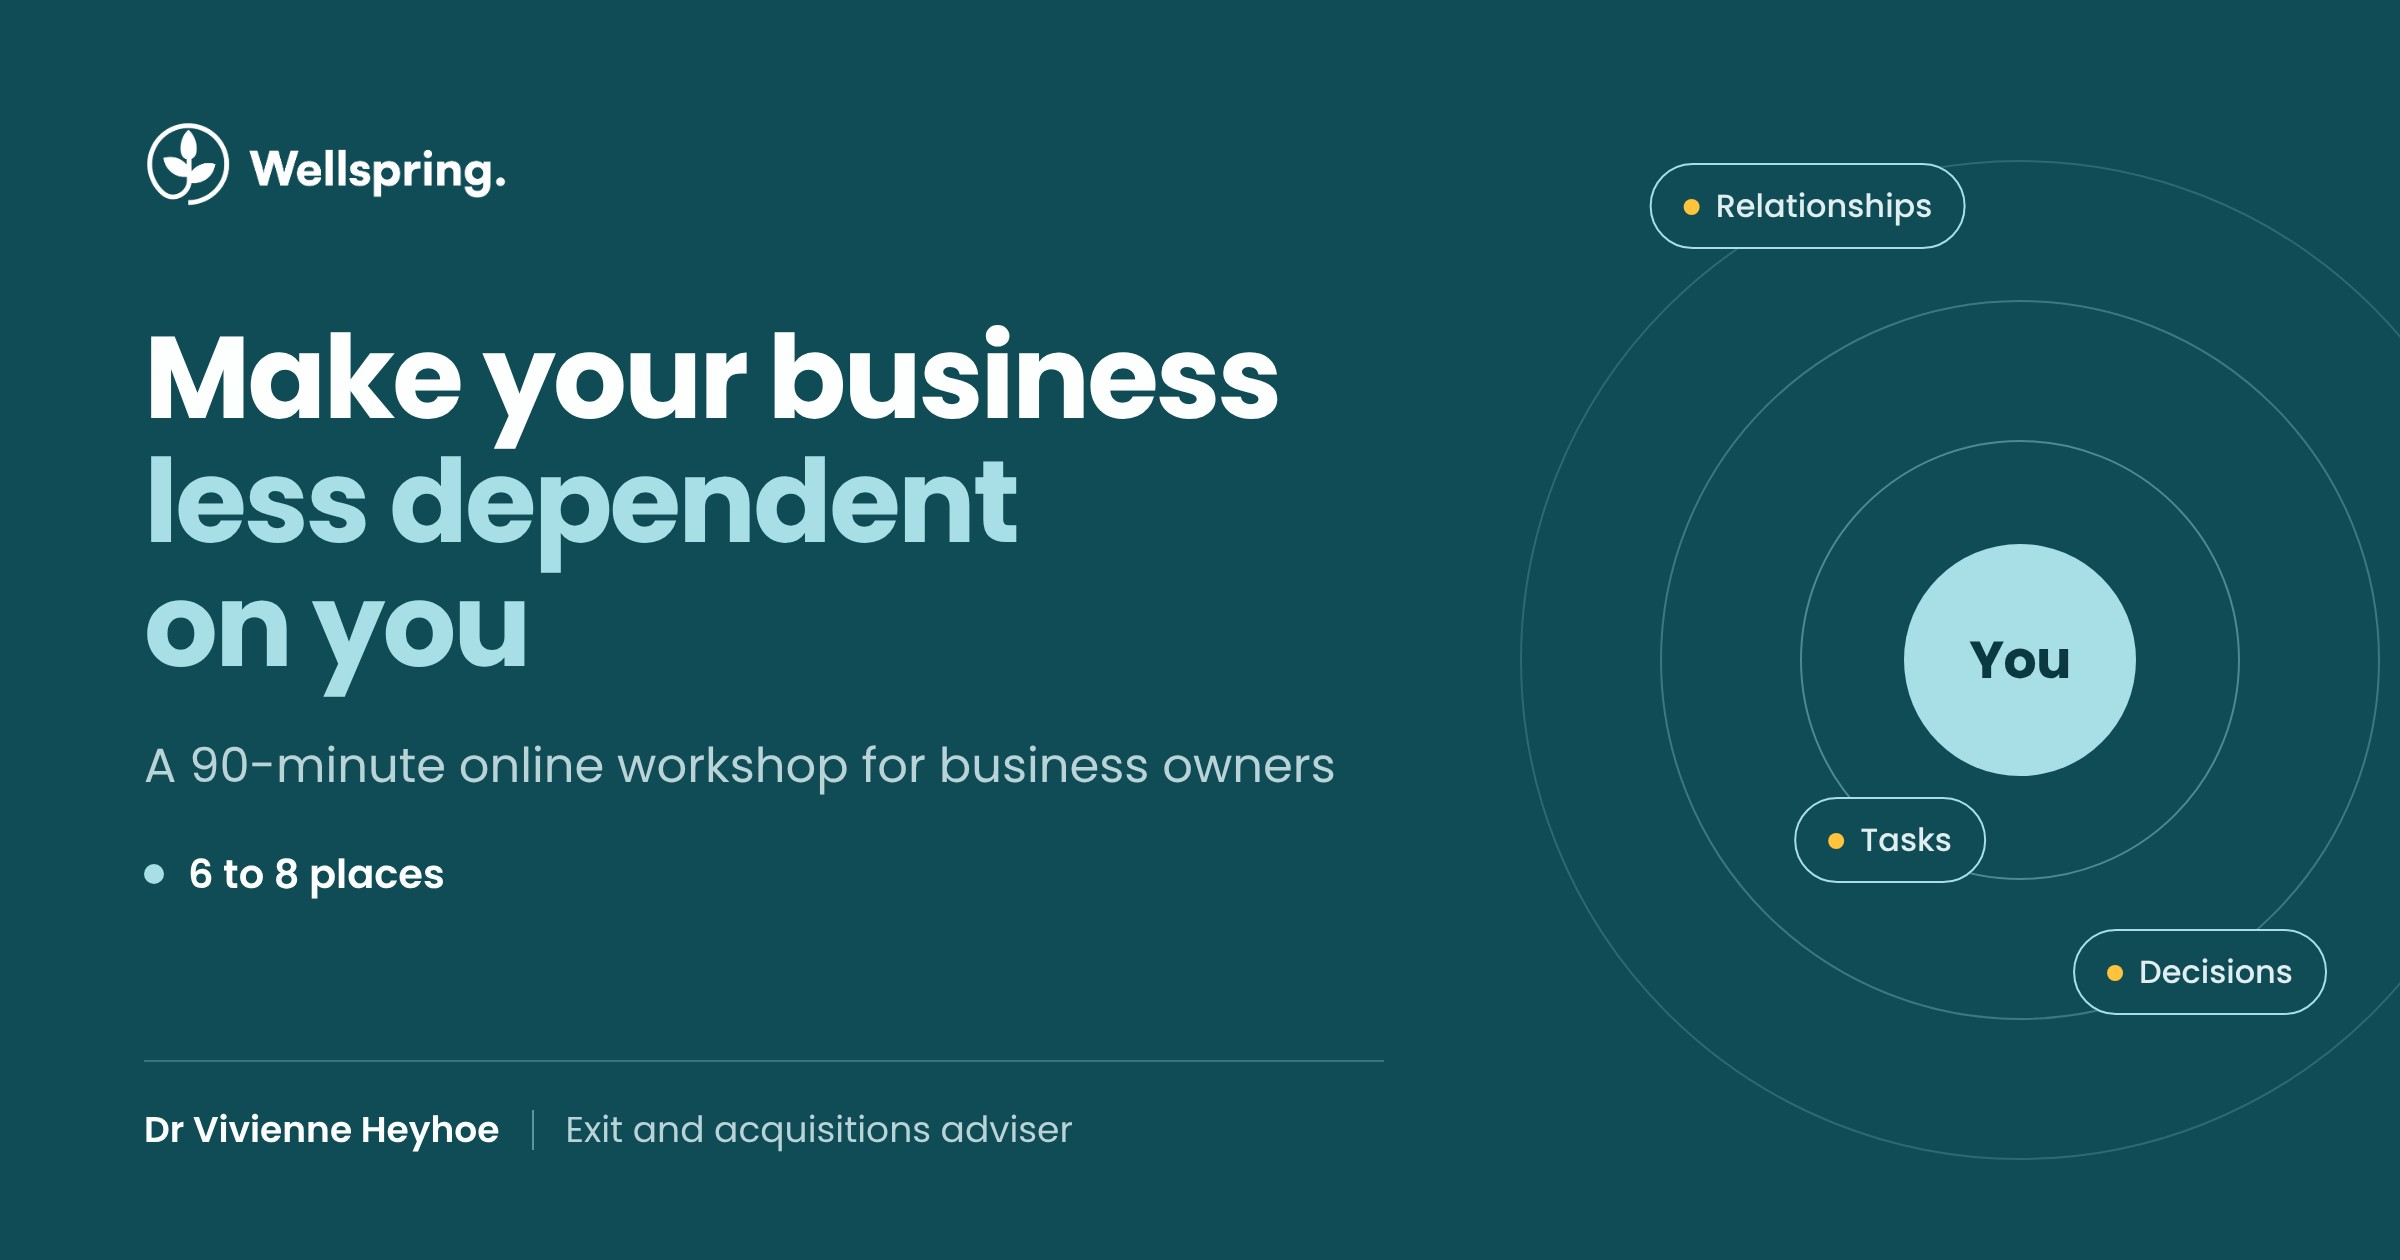 Wellspring.
Make your business
less dependent
on you
A 90-minute online workshop for business owners
6 to 8 places
Dr Vivienne Heyhoe
Exit and acquisitions adviser
Relationships
You
Tasks
Decisions